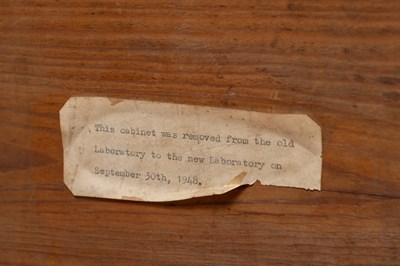 This cabinet was removed from the old
Laboratory to the new Laboratory on
September 30th, 1948.